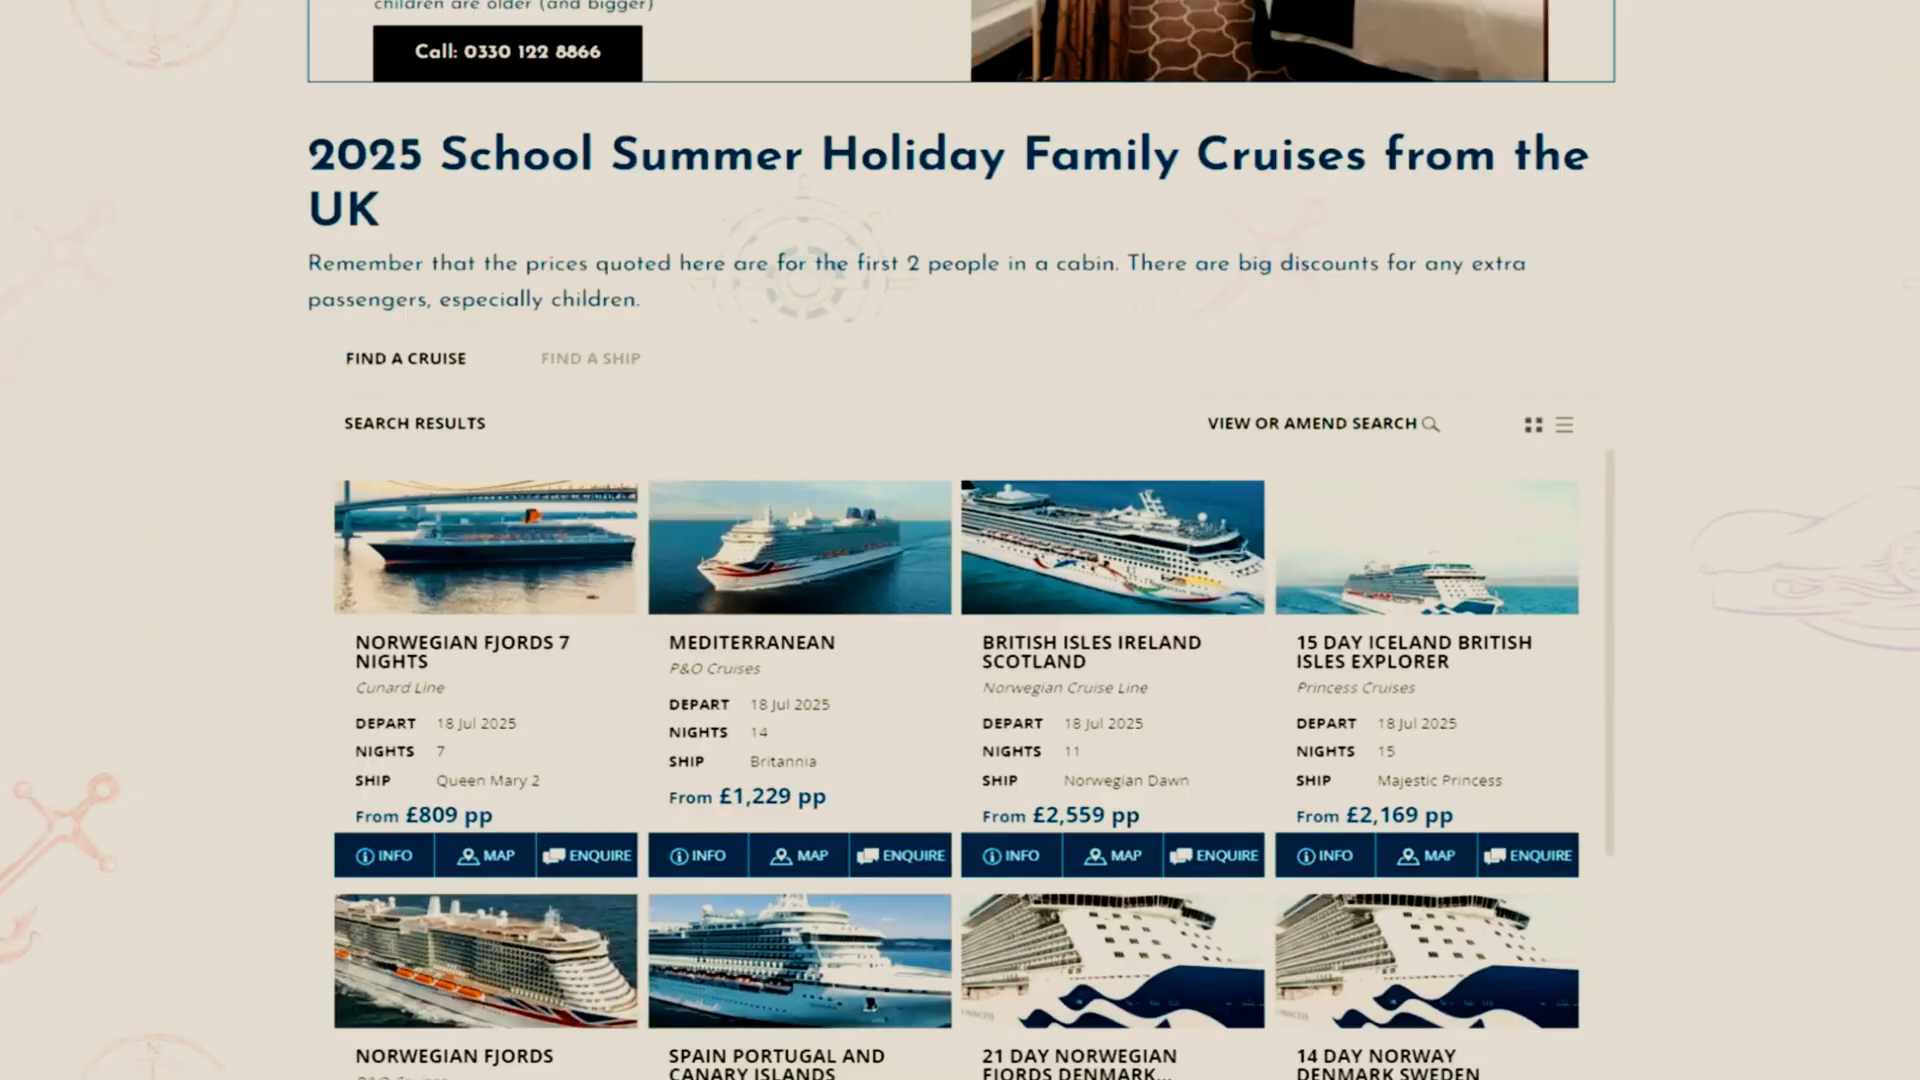 children are older (and bigger)
Call: 0330 122 8866
2025 School Summer Holiday Family Cruises from the
UK
Remember that the prices quoted here are for the first 2 people in a cabin. There are big discounts for any extra
passengers, especially children.
FIND A CRUISE
FIND A SHIP
SEARCH RESULTS
VIEW OR AMEND SEARCH
NORWEGIAN FJORDS 7
NIGHTS
Cunard Line
DEPART 18 Jul 2025
NIGHTS 7
SHIP Queen Mary 2
From £809 pp
INFO
MAP
ENQUIRE
MEDITERRANEAN
P&O Cruises
DEPART 18 Jul 2025
NIGHTS 14
SHIP Britannia
From £1,229 pp
INFO
MAP
ENQUIRE
BRITISH ISLES IRELAND
SCOTLAND
Norwegian Cruise Line
DEPART 18 Jul 2025
NIGHTS 11
SHIP Norwegian Dawn
From £2,559 pp
INFO
MAP
ENQUIRE
15 DAY ICELAND BRITISH
ISLES EXPLORER
Princess Cruises
DEPART 18 Jul 2025
NIGHTS 15
SHIP Majestic Princess
From £2,169 pp
INFO
MAP
ENQUIRE
NORWEGIAN FJORDS
P&O Cruises
SPAIN PORTUGAL AND
CANARY ISLANDS
21 DAY NORWEGIAN
FJORDS DENMARK...
14 DAY NORWAY
DENMARK SWEDEN
S
N